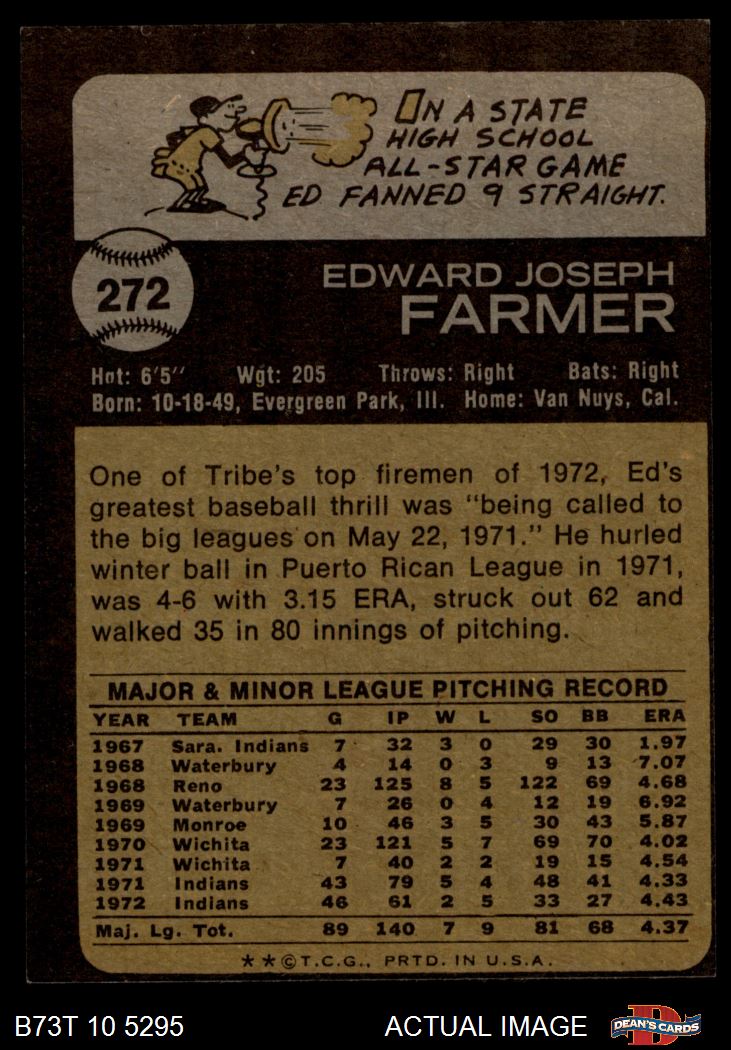 ON A STATE
HIGH SCHOOL
ALL-STAR GAME
ED FANNED 9 STRAIGHT.
272
EDWARD JOSEPH
FARMER
Hgt: 6'5" Wgt: 205 Throws: Right Bats: Right
Born: 10-18-49, Evergreen Park, Ill. Home: Van Nuys, Cal.
One of Tribe's top firemen of 1972, Ed's
greatest baseball thrill was "being called to
the big leagues on May 22, 1971." He hurled
winter ball in Puerto Rican League in 1971,
was 4-6 with 3.15 ERA, struck out 62 and
walked 35 in 80 innings of pitching.
MAJOR & MINOR LEAGUE PITCHING RECORD
YEAR TEAM G IP W L SO BB ERA
1967 Sara. Indians 7 32 3 0 29 30 1.97
1968 Waterbury 4 14 0 3 9 13 7.07
1968 Reno 23 125 8 5 122 69 4.68
1969 Waterbury 7 26 0 4 12 19 6.92
1969 Monroe 10 46 3 5 30 43 5.87
1970 Wichita 23 121 5 7 69 70 4.02
1971 Wichita 7 40 2 2 19 15 4.54
1971 Indians 43 79 5 4 48 41 4.33
1972 Indians 46 61 2 5 33 27 4.43
Maj. Lg. Tot. 89 140 7 9 81 68 4.37
**©T.C.G., PRTD. IN U.S.A.
B73T 10 5295 ACTUAL IMAGE DEAN'S CARDS